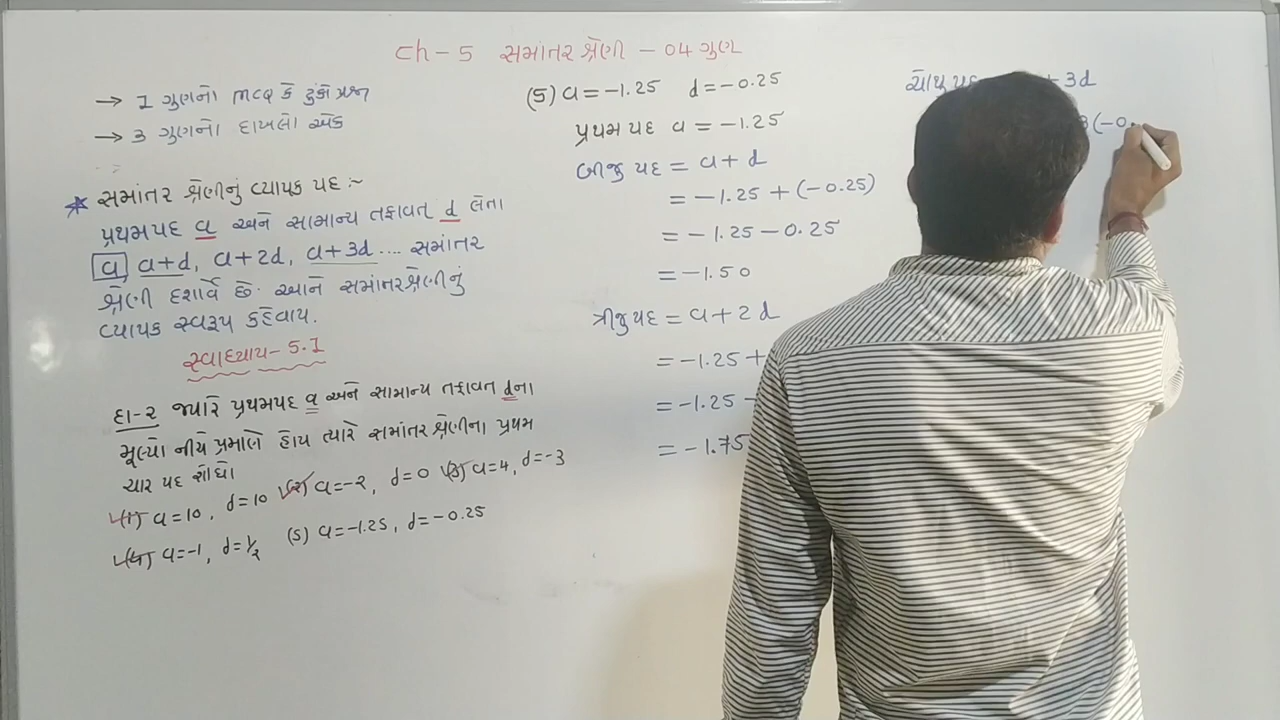 Ch - 5 સમાંતર શ્રેણી - 04 ગુણ
→ 1 ગુણનો MCQ કે ટુંકો પ્રશ્ન
→ 3 ગુણનો દાખલો એક
★ સમાંતર શ્રેણીનું વ્યાપક પદ :-
પ્રથમપદ a અને સામાન્ય તફાવત d લેતા
a, a+d, a+2d, a+3d .... સમાંતર
શ્રેણી દર્શાવે છે. આને સમાંતરશ્રેણીનું
વ્યાપક સ્વરૂપ કહેવાય.
સ્વાધ્યાય - 5.1
દા-2 જ્યારે પ્રથમપદ a અને સામાન્ય તફાવત dના
મૂલ્યો નીચે પ્રમાણે હોય ત્યારે સમાંતર શ્રેણીના પ્રથમ
ચાર પદ શોધો
(1) a=10, d=10 (2) a=-2, d=0 (3) a=4, d=-3
(4) a=-1, d=1/2 (5) a=-1.25, d=-0.25
(5) a = -1.25 d = -0.25
પ્રથમ પદ a = -1.25
બીજુ પદ = a + d
= -1.25 + (-0.25)
= -1.25 - 0.25
= -1.50
ત્રીજુ પદ = a + 2d
= -1.25 +
= -1.25 -
= -1.75
ચોથુ પદ + 3d
3(-0.